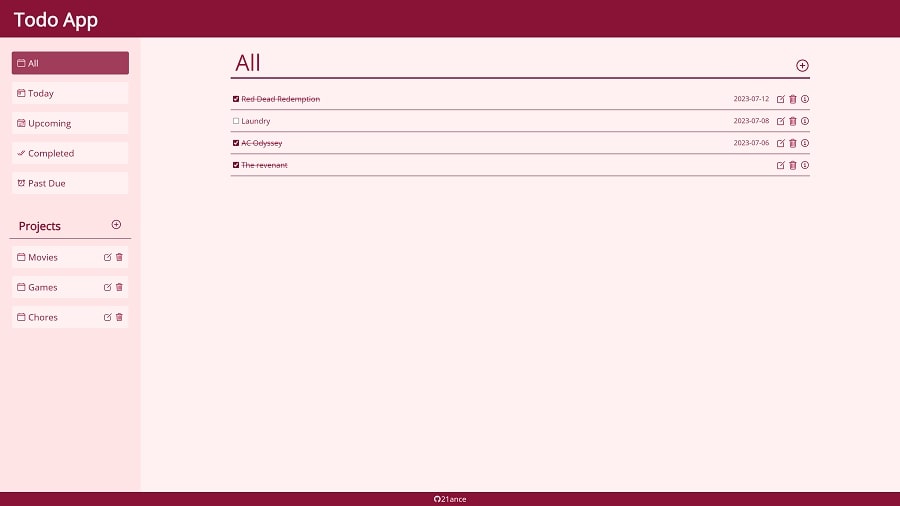 Todo App
All
Today
Upcoming
Completed
Past Due
Projects
Movies
Games
Chores
All
Red Dead Redemption 2023-07-12
Laundry 2023-07-08
AC Odyssey 2023-07-06
The revenant
21ance